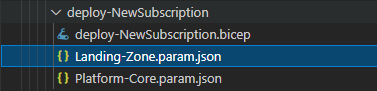 deploy-NewSubscription
deploy-NewSubscription.bicep
{} Landing-Zone.param.json
{} Platform-Core.param.json